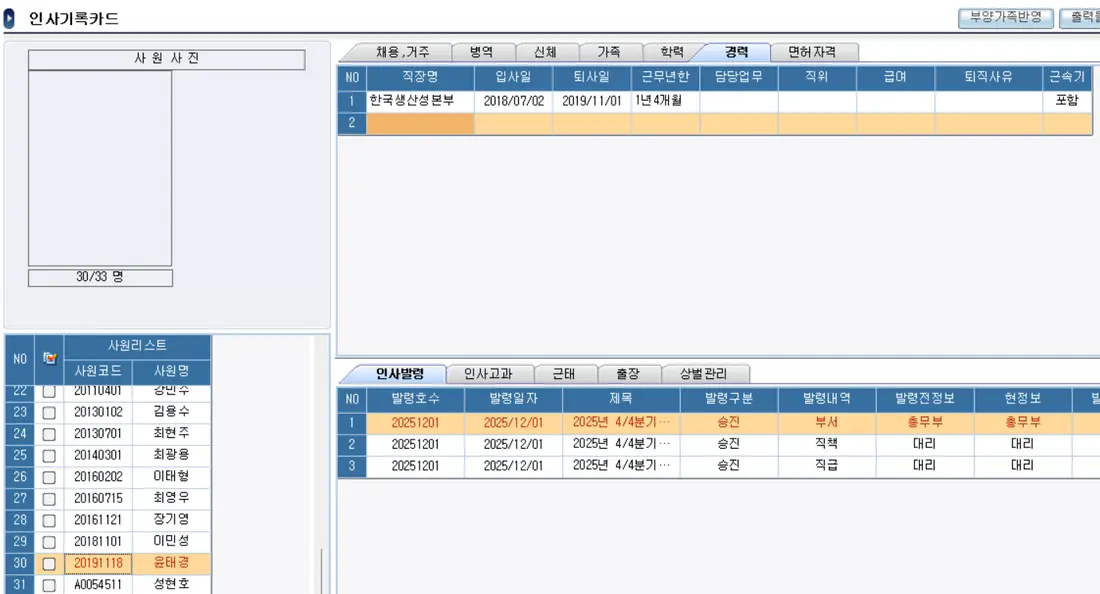 인사기록카드
부양가족반영
출력물
사 원 사 진
30/33 명
채용,거주 병역 신체 가족 학력 경력 면허자격
NO 직장명 입사일 퇴사일 근무년한 담당업무 직위 급여 퇴직사유 근속기
1 한국생산성본부 2018/07/02 2019/11/01 1년4개월 포함
2
NO 사원리스트
사원코드 사원명
22 20110401 강민주
23 20130102 김용수
24 20130701 최현주
25 20140301 최광용
26 20160202 이태형
27 20160715 최영우
28 20161121 장기영
29 20181101 이민성
30 20191118 윤태경
31 A0054511 성현호
인사발령 인사고과 근태 출장 상벌관리
NO 발령호수 발령일자 제목 발령구분 발령내역 발령전정보 현정보 발
1 20251201 2025/12/01 2025년 4/4분기… 승진 부서 총무부 총무부
2 20251201 2025/12/01 2025년 4/4분기… 승진 직책 대리 대리
3 20251201 2025/12/01 2025년 4/4분기… 승진 직급 대리 대리